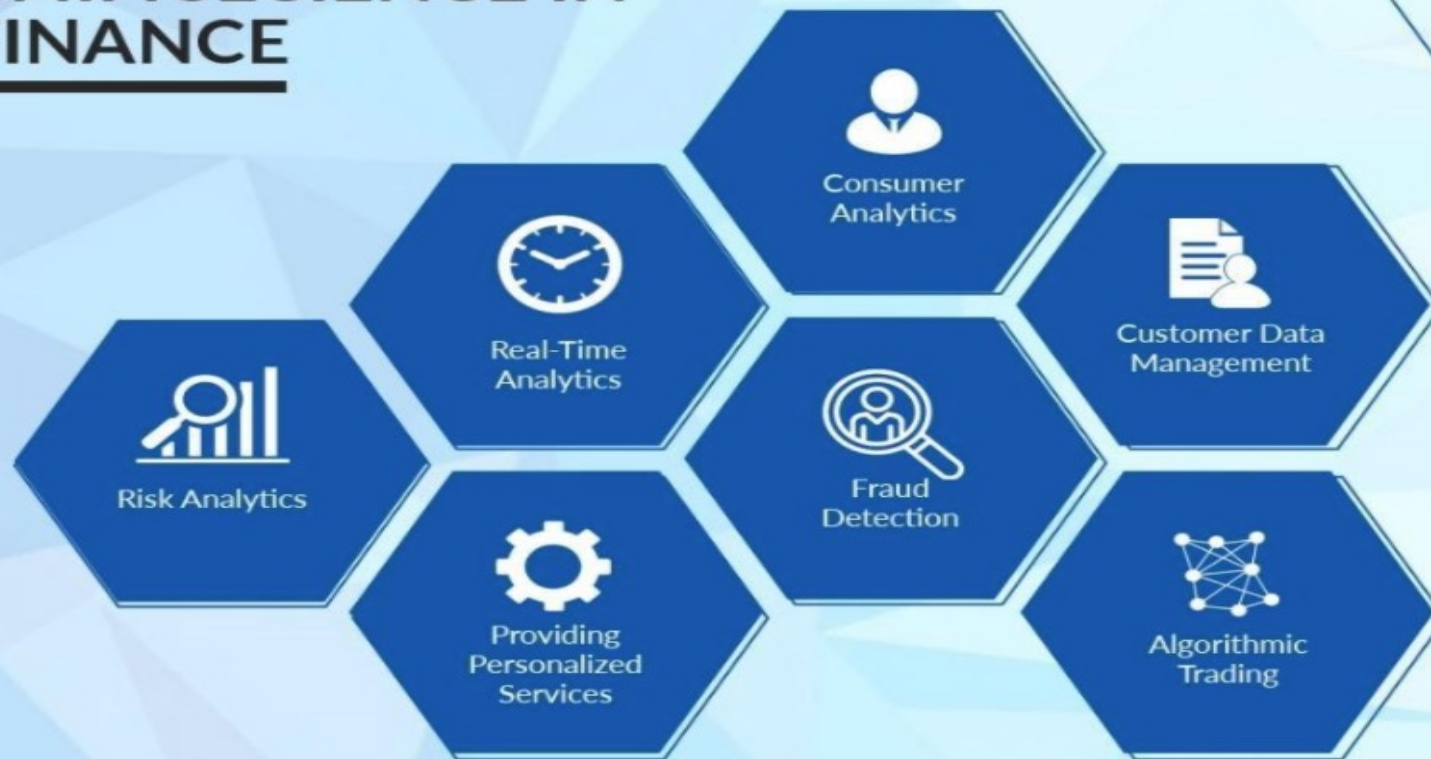 INANCE
Consumer
Analytics
Real-Time
Analytics
Customer Data
Management
Risk Analytics
Fraud
Detection
Providing
Personalized
Services
Algorithmic
Trading